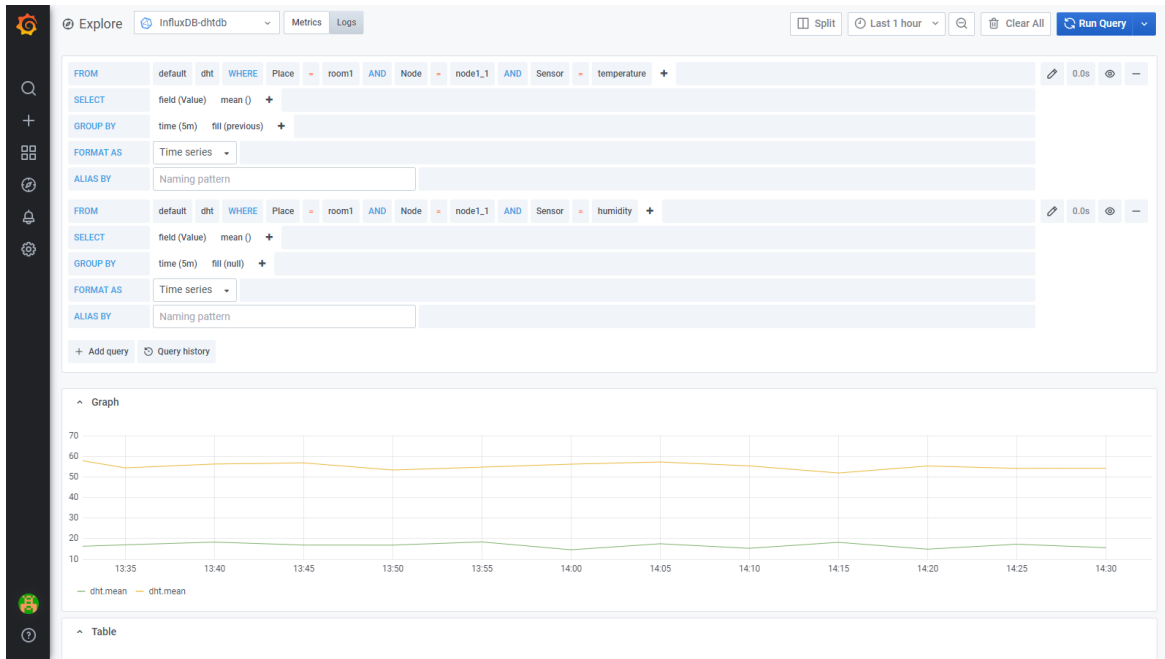 Explore InfluxDB-dhtdb Metrics Logs Split Last 1 hour Clear All Run Query
FROM default dht WHERE Place = room1 AND Node = node1_1 AND Sensor = temperature + 0.0s
SELECT field (Value) mean () +
GROUP BY time (5m) fill (previous) +
FORMAT AS Time series
ALIAS BY Naming pattern
FROM default dht WHERE Place = room1 AND Node = node1_1 AND Sensor = humidity + 0.0s
SELECT field (Value) mean () +
GROUP BY time (5m) fill (null) +
FORMAT AS Time series
ALIAS BY Naming pattern
+ Add query Query history
Graph
70
60
50
40
30
20
10
13:35 13:40 13:45 13:50 13:55 14:00 14:05 14:10 14:15 14:20 14:25 14:30
dht.mean dht.mean
Table